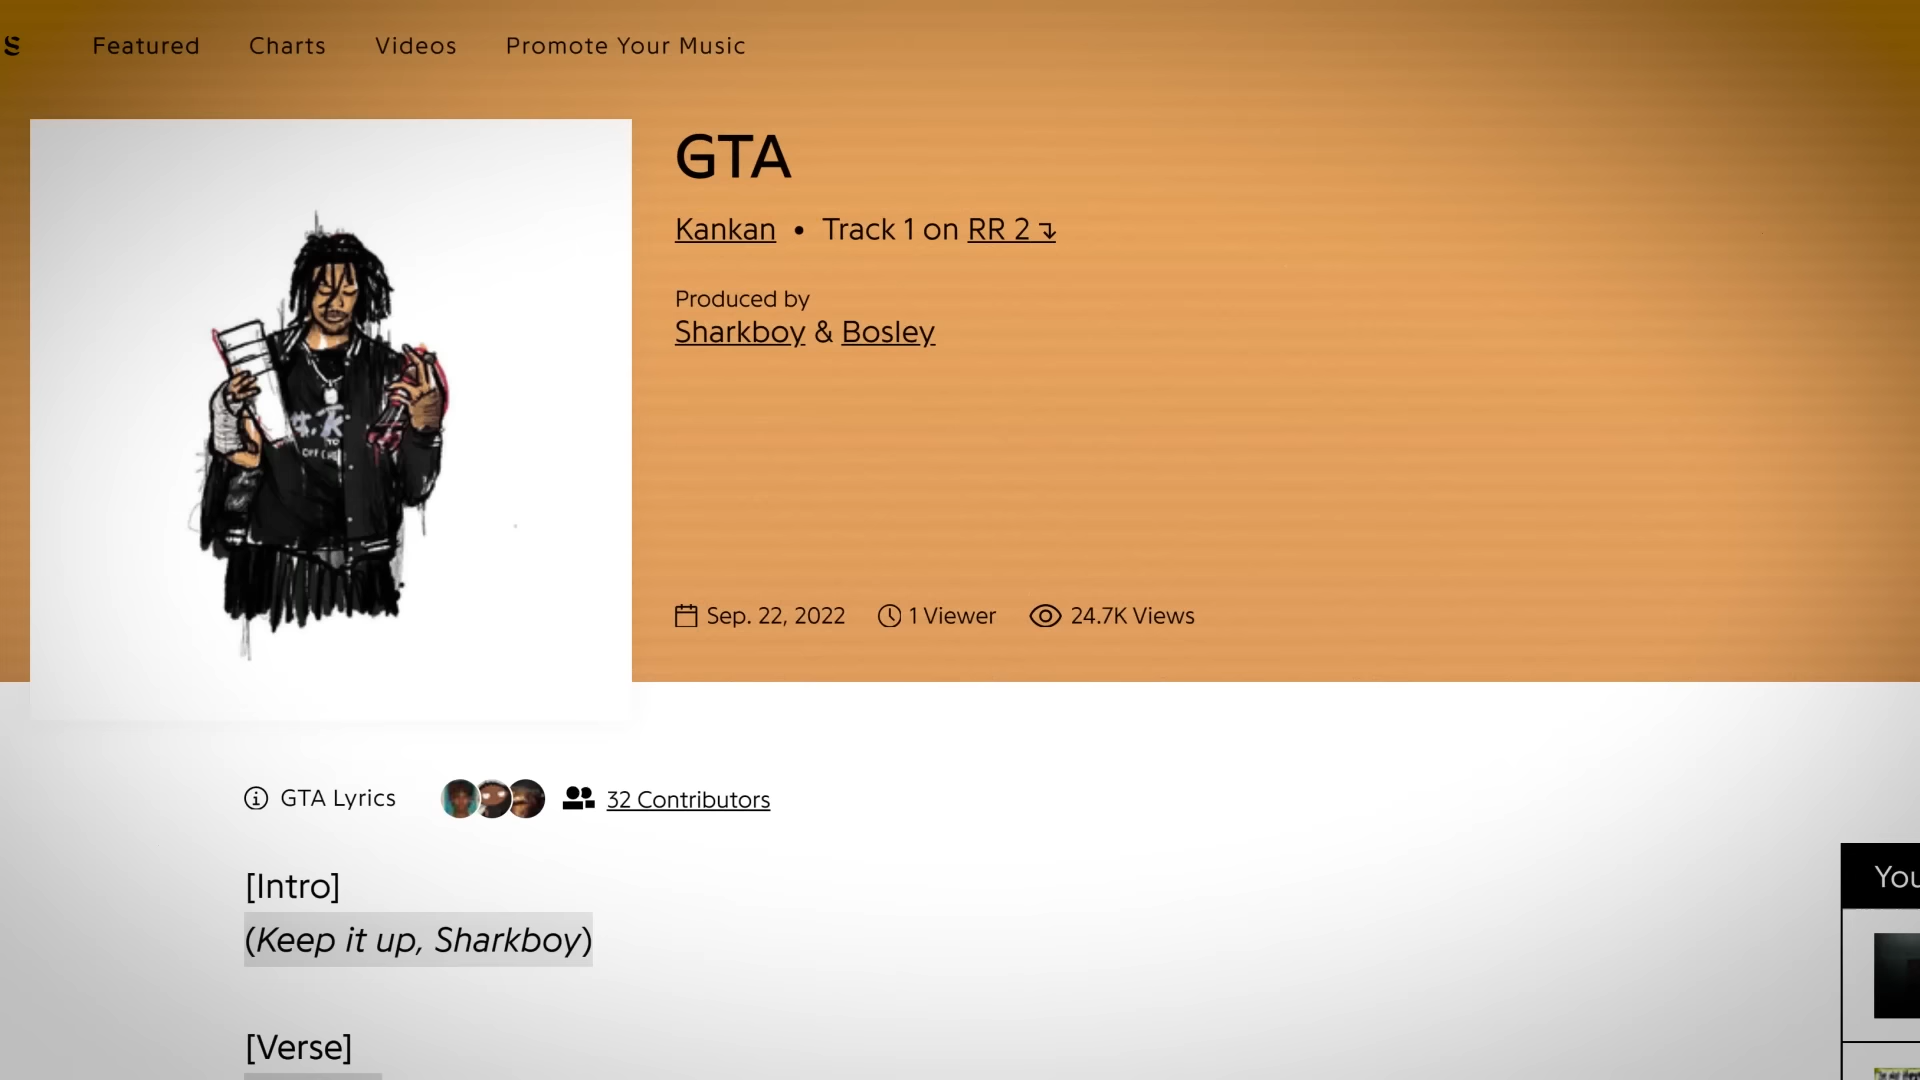 S Featured Charts Videos Promote Your Music
GTA
Kankan • Track 1 on RR 2
Produced by
Sharkboy & Bosley
Sep. 22, 2022 1 Viewer 24.7K Views
GTA Lyrics 32 Contributors
[Intro]
You
(Keep it up, Sharkboy)
[Verse]